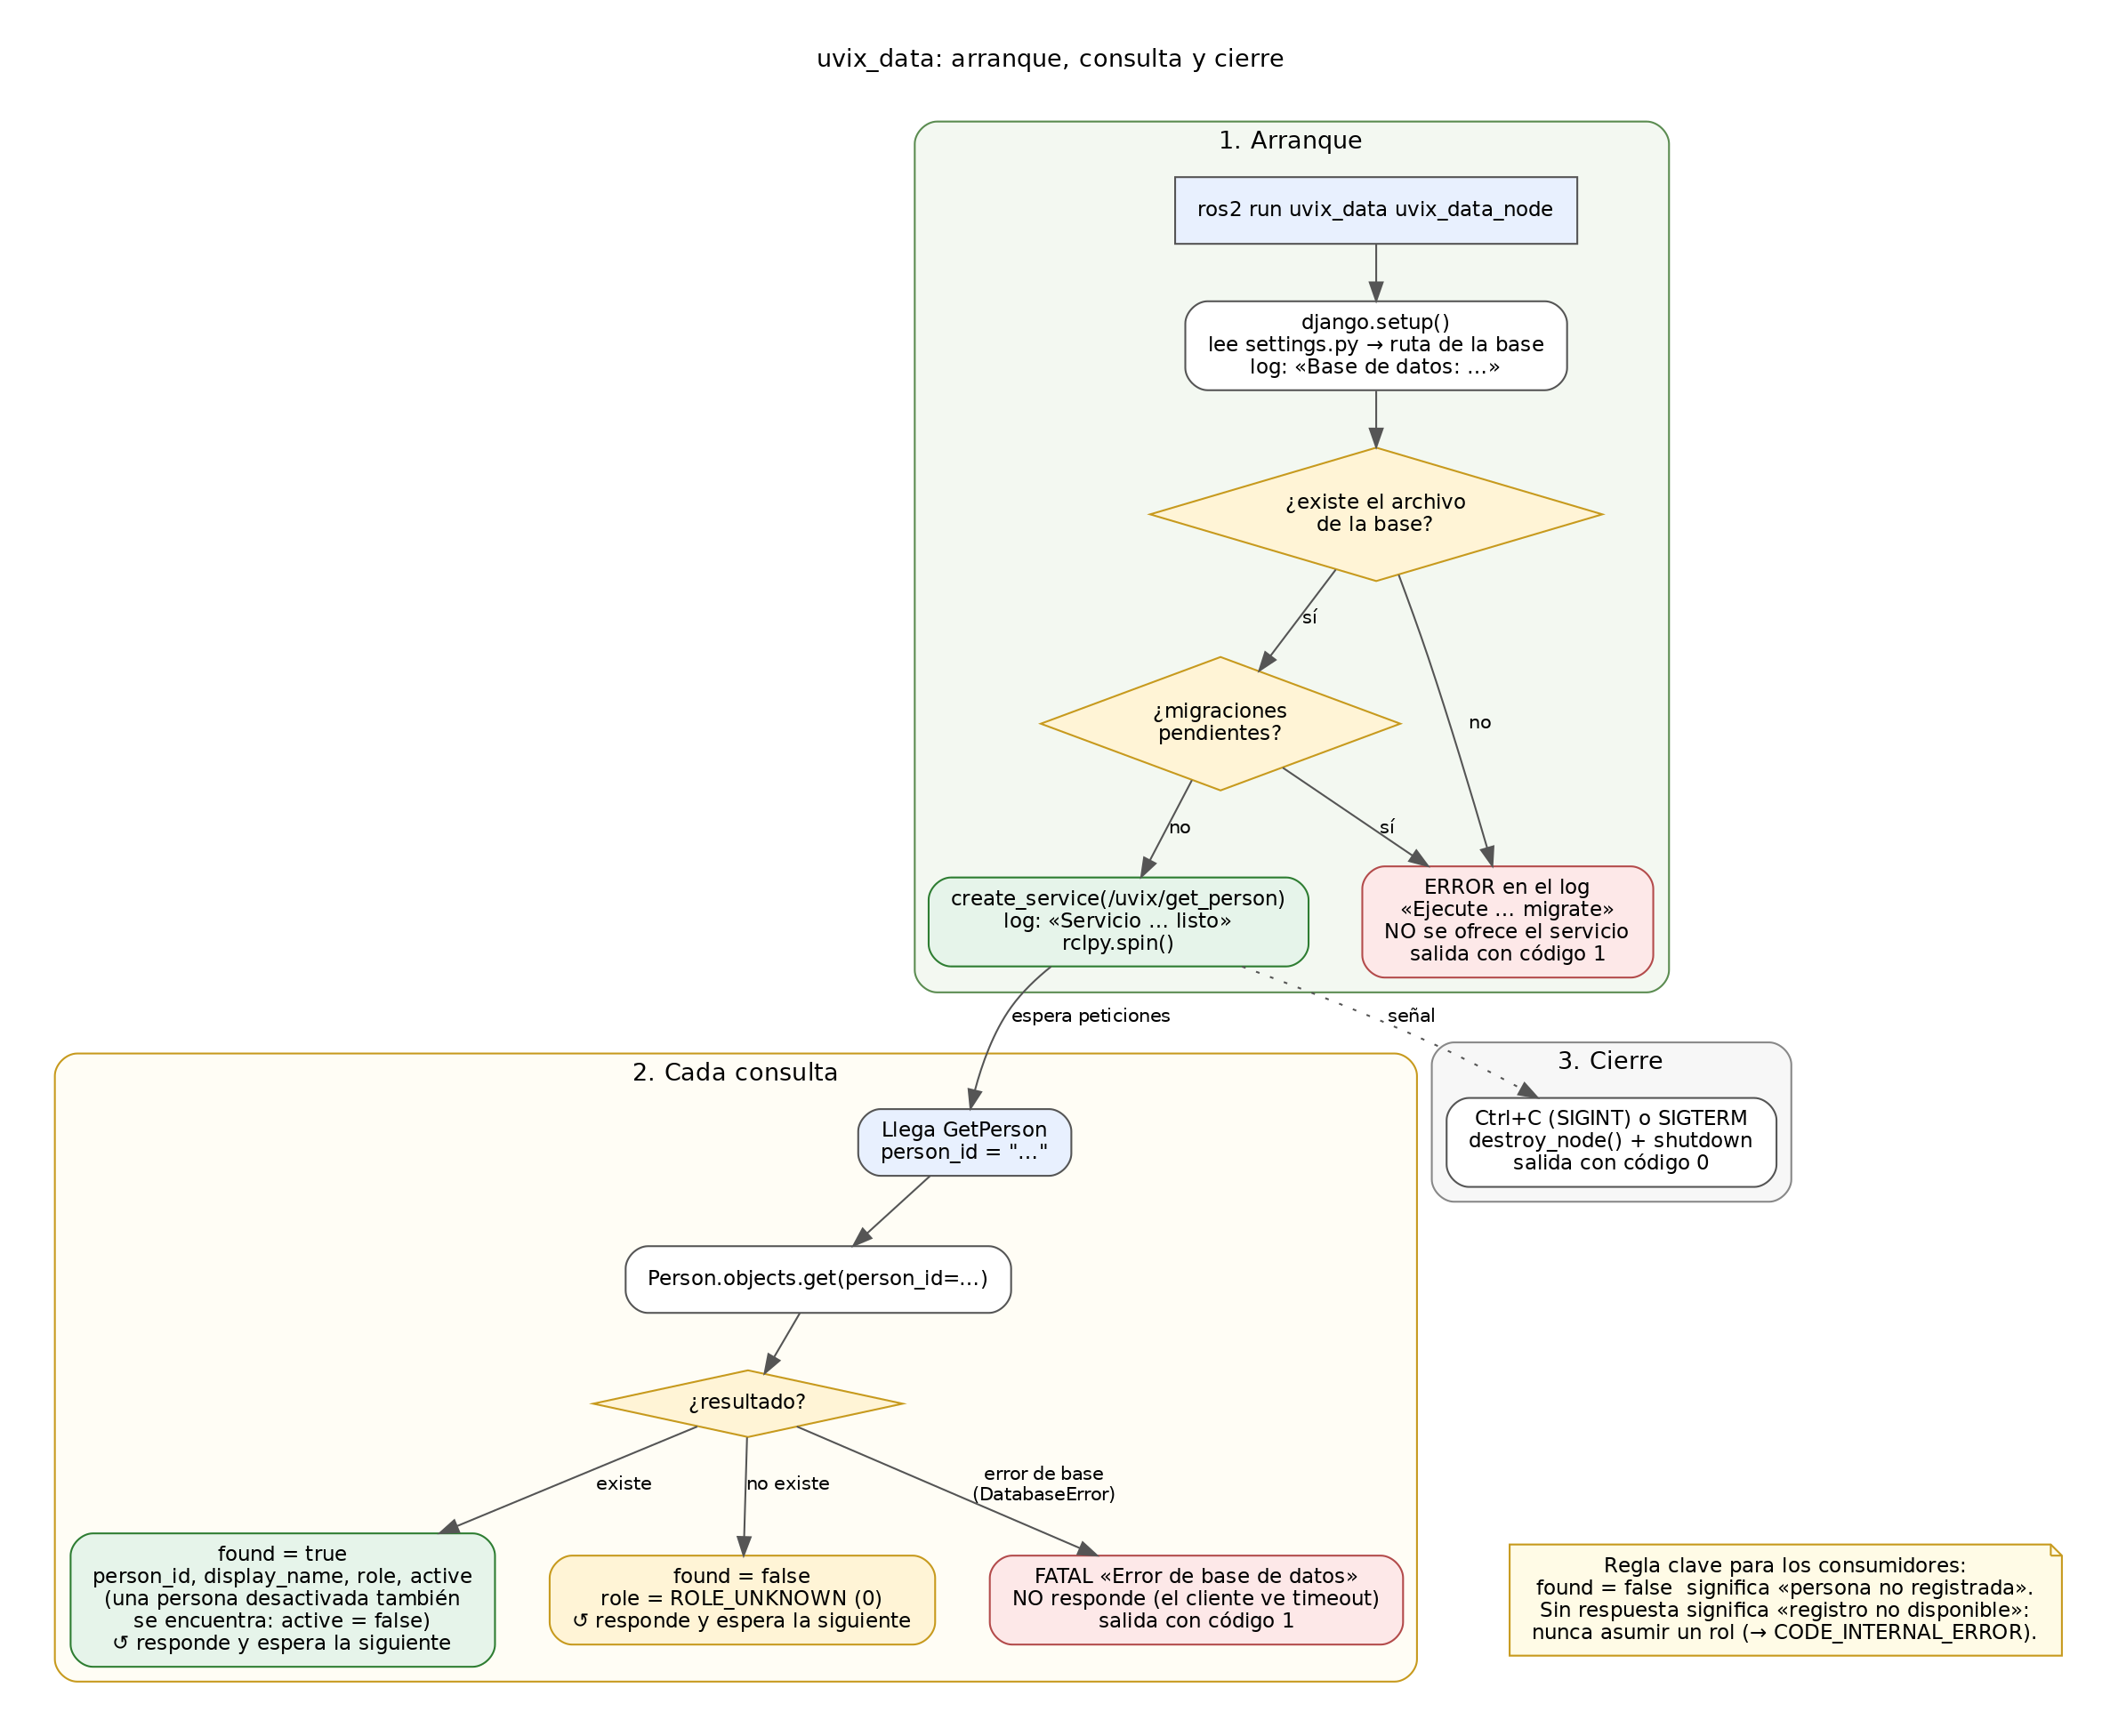 uvix_data: arranque, consulta y cierre
1. Arranque
ros2 run uvix_data uvix_data_node
django.setup()
lee settings.py → ruta de la base
log: «Base de datos: ...»
¿existe el archivo
de la base?
sí
no
¿migraciones
pendientes?
no
sí
create_service(/uvix/get_person)
log: «Servicio ... listo»
rclpy.spin()
ERROR en el log
«Ejecute ... migrate»
NO se ofrece el servicio
salida con código 1
espera peticiones
señal
2. Cada consulta
Llega GetPerson
person_id = "..."
Person.objects.get(person_id=...)
¿resultado?
existe
no existe
error de base
(DatabaseError)
found = true
person_id, display_name, role, active
(una persona desactivada también
se encuentra: active = false)
↺ responde y espera la siguiente
found = false
role = ROLE_UNKNOWN (0)
↺ responde y espera la siguiente
FATAL «Error de base de datos»
NO responde (el cliente ve timeout)
salida con código 1
3. Cierre
Ctrl+C (SIGINT) o SIGTERM
destroy_node() + shutdown
salida con código 0
Regla clave para los consumidores:
found = false  significa «persona no registrada».
Sin respuesta significa «registro no disponible»:
nunca asumir un rol (→ CODE_INTERNAL_ERROR).